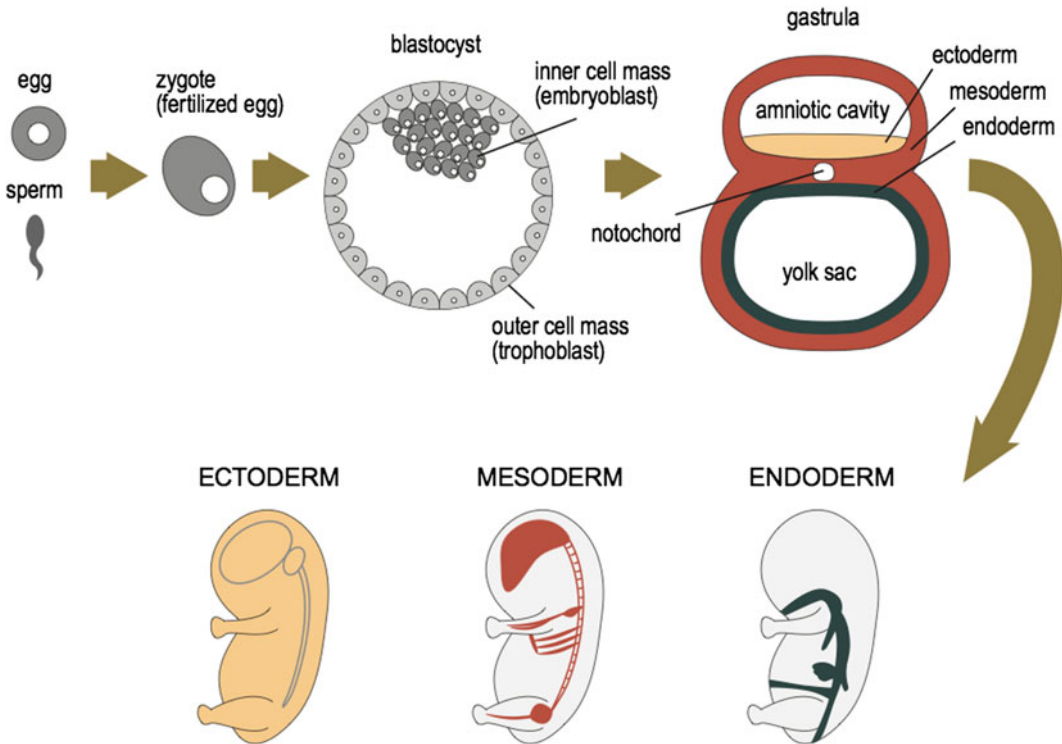 egg
sperm
zygote
(fertilized egg)
blastocyst
inner cell mass
(embryoblast)
outer cell mass
(trophoblast)
gastrula
ectoderm
mesoderm
endoderm
amniotic cavity
notochord
yolk sac
ECTODERM
MESODERM
ENDODERM